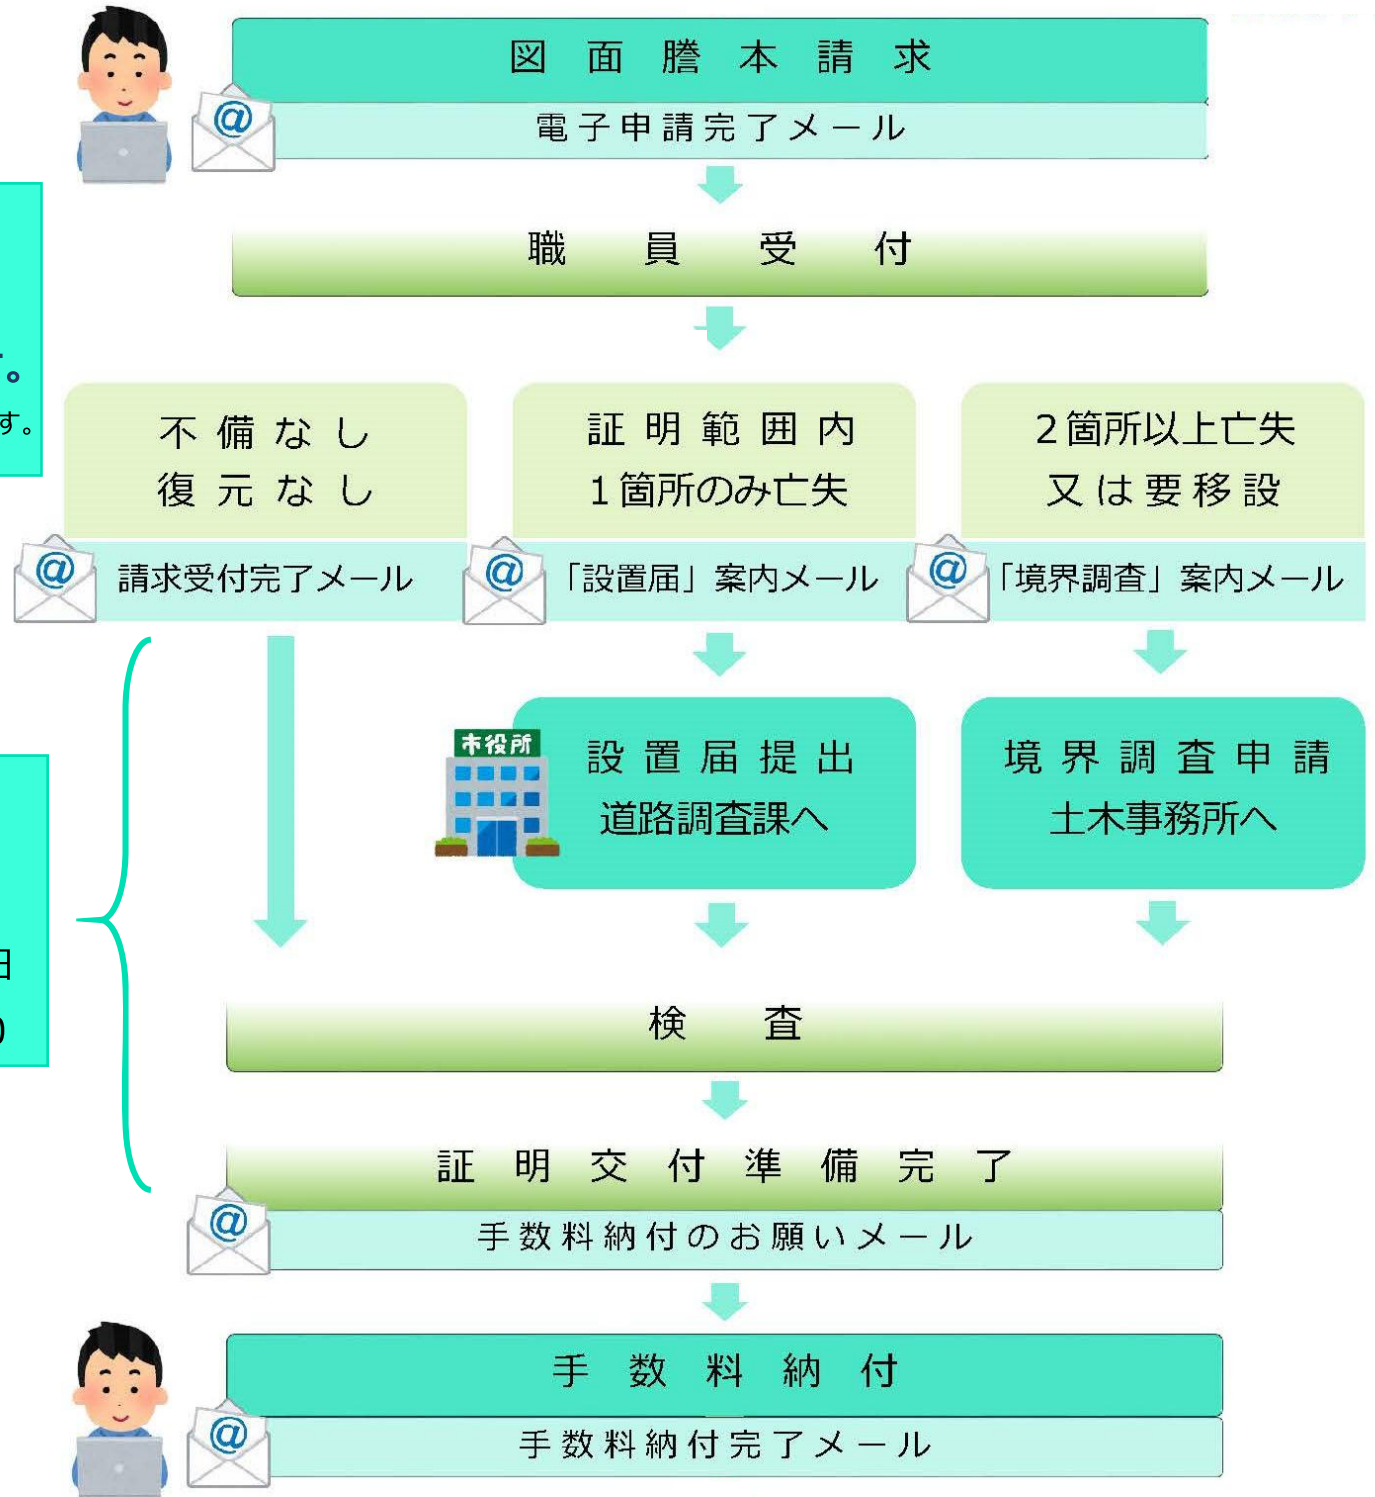 図面謄本請求
@
電子申請完了メール
職員受付
す。
不備なし
復元なし
証明範囲内
1箇所のみ亡失
2箇所以上亡失
又は要移設
@
請求受付完了メール
@
「設置届」案内メール
@
「境界調査」案内メール
市役所
設置届提出
道路調査課へ
境界調査申請
土木事務所へ
検査
証明交付準備完了
@
手数料納付のお願いメール
手数料納付
@
手数料納付完了メール